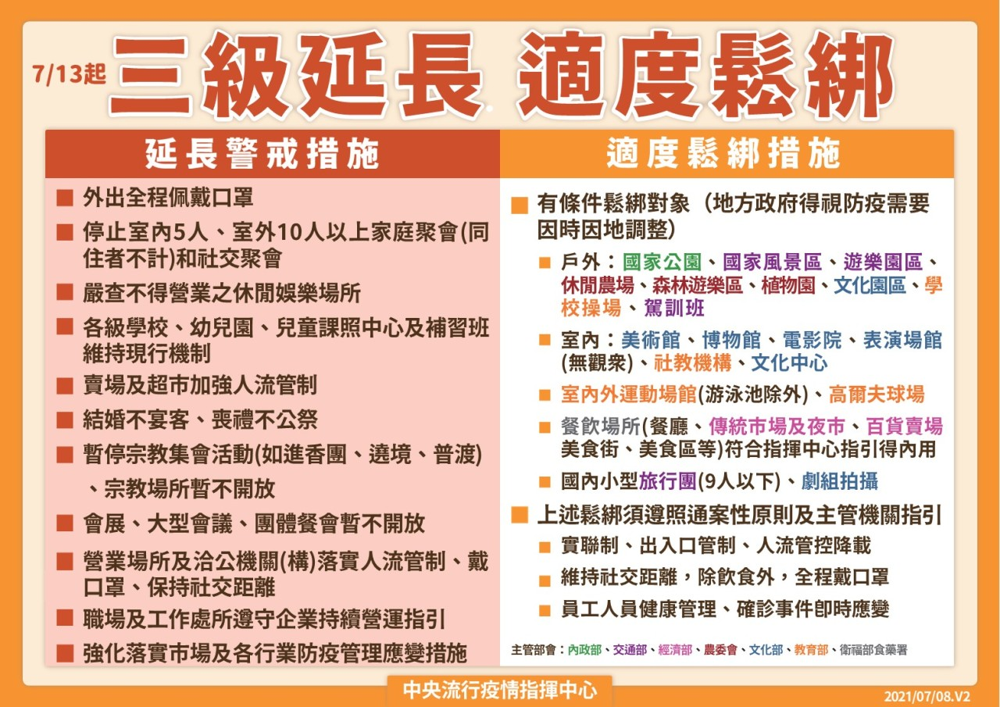 7/13起
三級延長 適度鬆綁
延長警戒措施
外出全程佩戴口罩
停止室內5人、室外10人以上家庭聚會(同
住者不計)和社交聚會
嚴查不得營業之休閒娛樂場所
各級學校、幼兒園、兒童課照中心及補習班
維持現行機制
賣場及超市加強人流管制
結婚不宴客、喪禮不公祭
暫停宗教集會活動(如進香團、遶境、普渡)
、宗教場所暫不開放
會展、大型會議、團體餐會暫不開放
營業場所及洽公機關(構)落實人流管制、戴
口罩、保持社交距離
職場及工作處所遵守企業持續營運指引
強化落實市場及各行業防疫管理應變措施
適度鬆綁措施
有條件鬆綁對象（地方政府得視防疫需要
因時因地調整）
戶外：國家公園、國家風景區、遊樂園區、
休閒農場、森林遊樂區、植物園、文化園區、學
校操場、駕訓班
室內：美術館、博物館、電影院、表演場館
(無觀眾)、社教機構、文化中心
室內外運動場館(游泳池除外)、高爾夫球場
餐飲場所(餐廳、傳統市場及夜市、百貨賣場
美食街、美食區等)符合指揮中心指引得內用
國內小型旅行團(9人以下)、劇組拍攝
上述鬆綁須遵照通案性原則及主管機關指引
實聯制、出入口管制、人流管控降載
維持社交距離，除飲食外，全程戴口罩
員工人員健康管理、確診事件即時應變
主管部會：內政部、交通部、經濟部、農委會、文化部、教育部、衛福部食藥署
中央流行疫情指揮中心
2021/07/08.V2